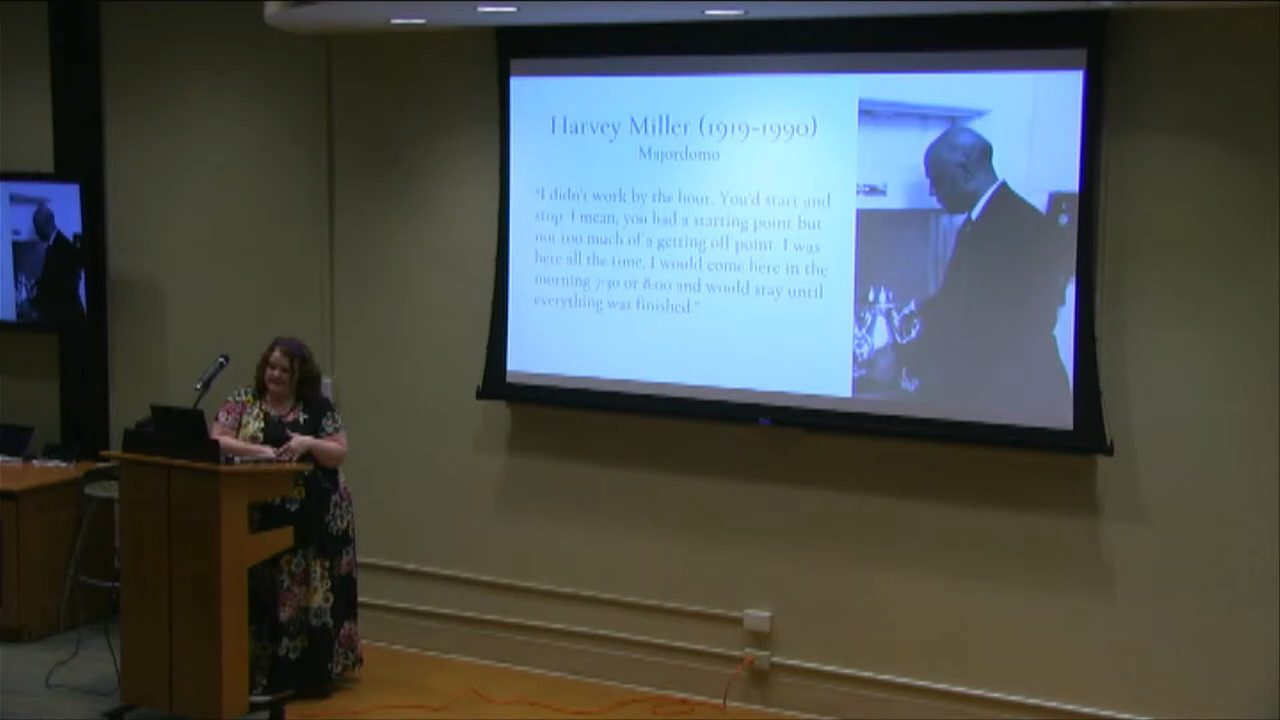 Harvey Miller (1919-1990)
Majordomo
"I didn't work by the hour. You'd start and
stop. I mean, you had a starting point but
not too much of a getting off point. I was
here all the time. I would come here in the
morning 7:30 or 8:00 and would stay until
everything was finished."